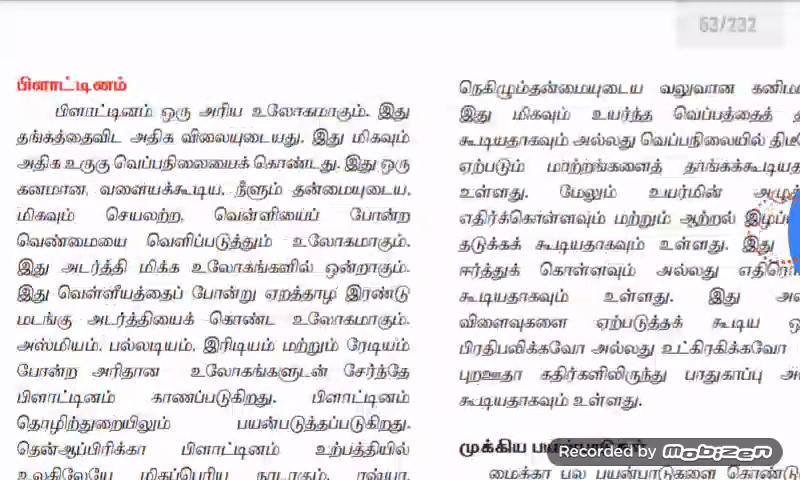 63/232
பிளாட்டினம்
பிளாட்டினம் ஒரு அரிய உலோகமாகும். இது
தங்கத்தைவிட அதிக விலையுடையது. இது மிகவும்
அதிக உருகு வெப்பநிலையைக் கொண்டது. இது ஒரு
கனமான, வளையக்கூடிய, நீளும் தன்மையுடைய,
மிகவும் செயலற்ற, வெள்ளியைப் போன்ற
வெண்மையை வெளிப்படுத்தும் உலோகமாகும்.
இது அடர்த்தி மிக்க உலோகங்களில் ஒன்றாகும்.
இது வெள்ளீயத்தைப் போன்று ஏறத்தாழ இரண்டு
மடங்கு அடர்த்தியைக் கொண்ட உலோகமாகும்.
அஸ்மியம், பல்லடியம், இரிடியம் மற்றும் ரேடியம்
போன்ற அரிதான உலோகங்களுடன் சேர்ந்தே
பிளாட்டினம் காணப்படுகிறது. பிளாட்டினம்
தொழிற்துறையிலும் பயன்படுத்தப்படுகிறது.
தென்ஆப்பிரிக்கா பிளாட்டினம் உற்பத்தியில்
உலகிலேயே மிகப்பெரிய நாடாகும். ரஷ்யா,
நெகிழும்தன்மையுடைய வலுவான
இது மிகவும் உயர்ந்த வெப்பத்தைத்
கூடியதாகவும் அல்லது வெப்பநிலையில்
ஏற்படும் மாற்றங்களைத்
உள்ளது. மேலும் உயர்மின்
எதிர்க்கொள்ளவும் மற்றும் ஆற்றல்
தடுக்கக் கூடியதாகவும் உள்ளது. இது
ஈர்த்துக் கொள்ளவும் அல்லது
கூடியதாகவும் உள்ளது. இது
விளைவுகளை ஏற்படுத்தக் கூடிய
பிரதிபலிக்கவோ அல்லது உட்கிரகிக்கவோ
புறஊதா கதிர்களிலிருந்து பாதுகாப்பு
கூடியதாகவும் உள்ளது.
முக்கிய
மைக்கா பல பயன்பாடுகளை
Recorded by Mobizen